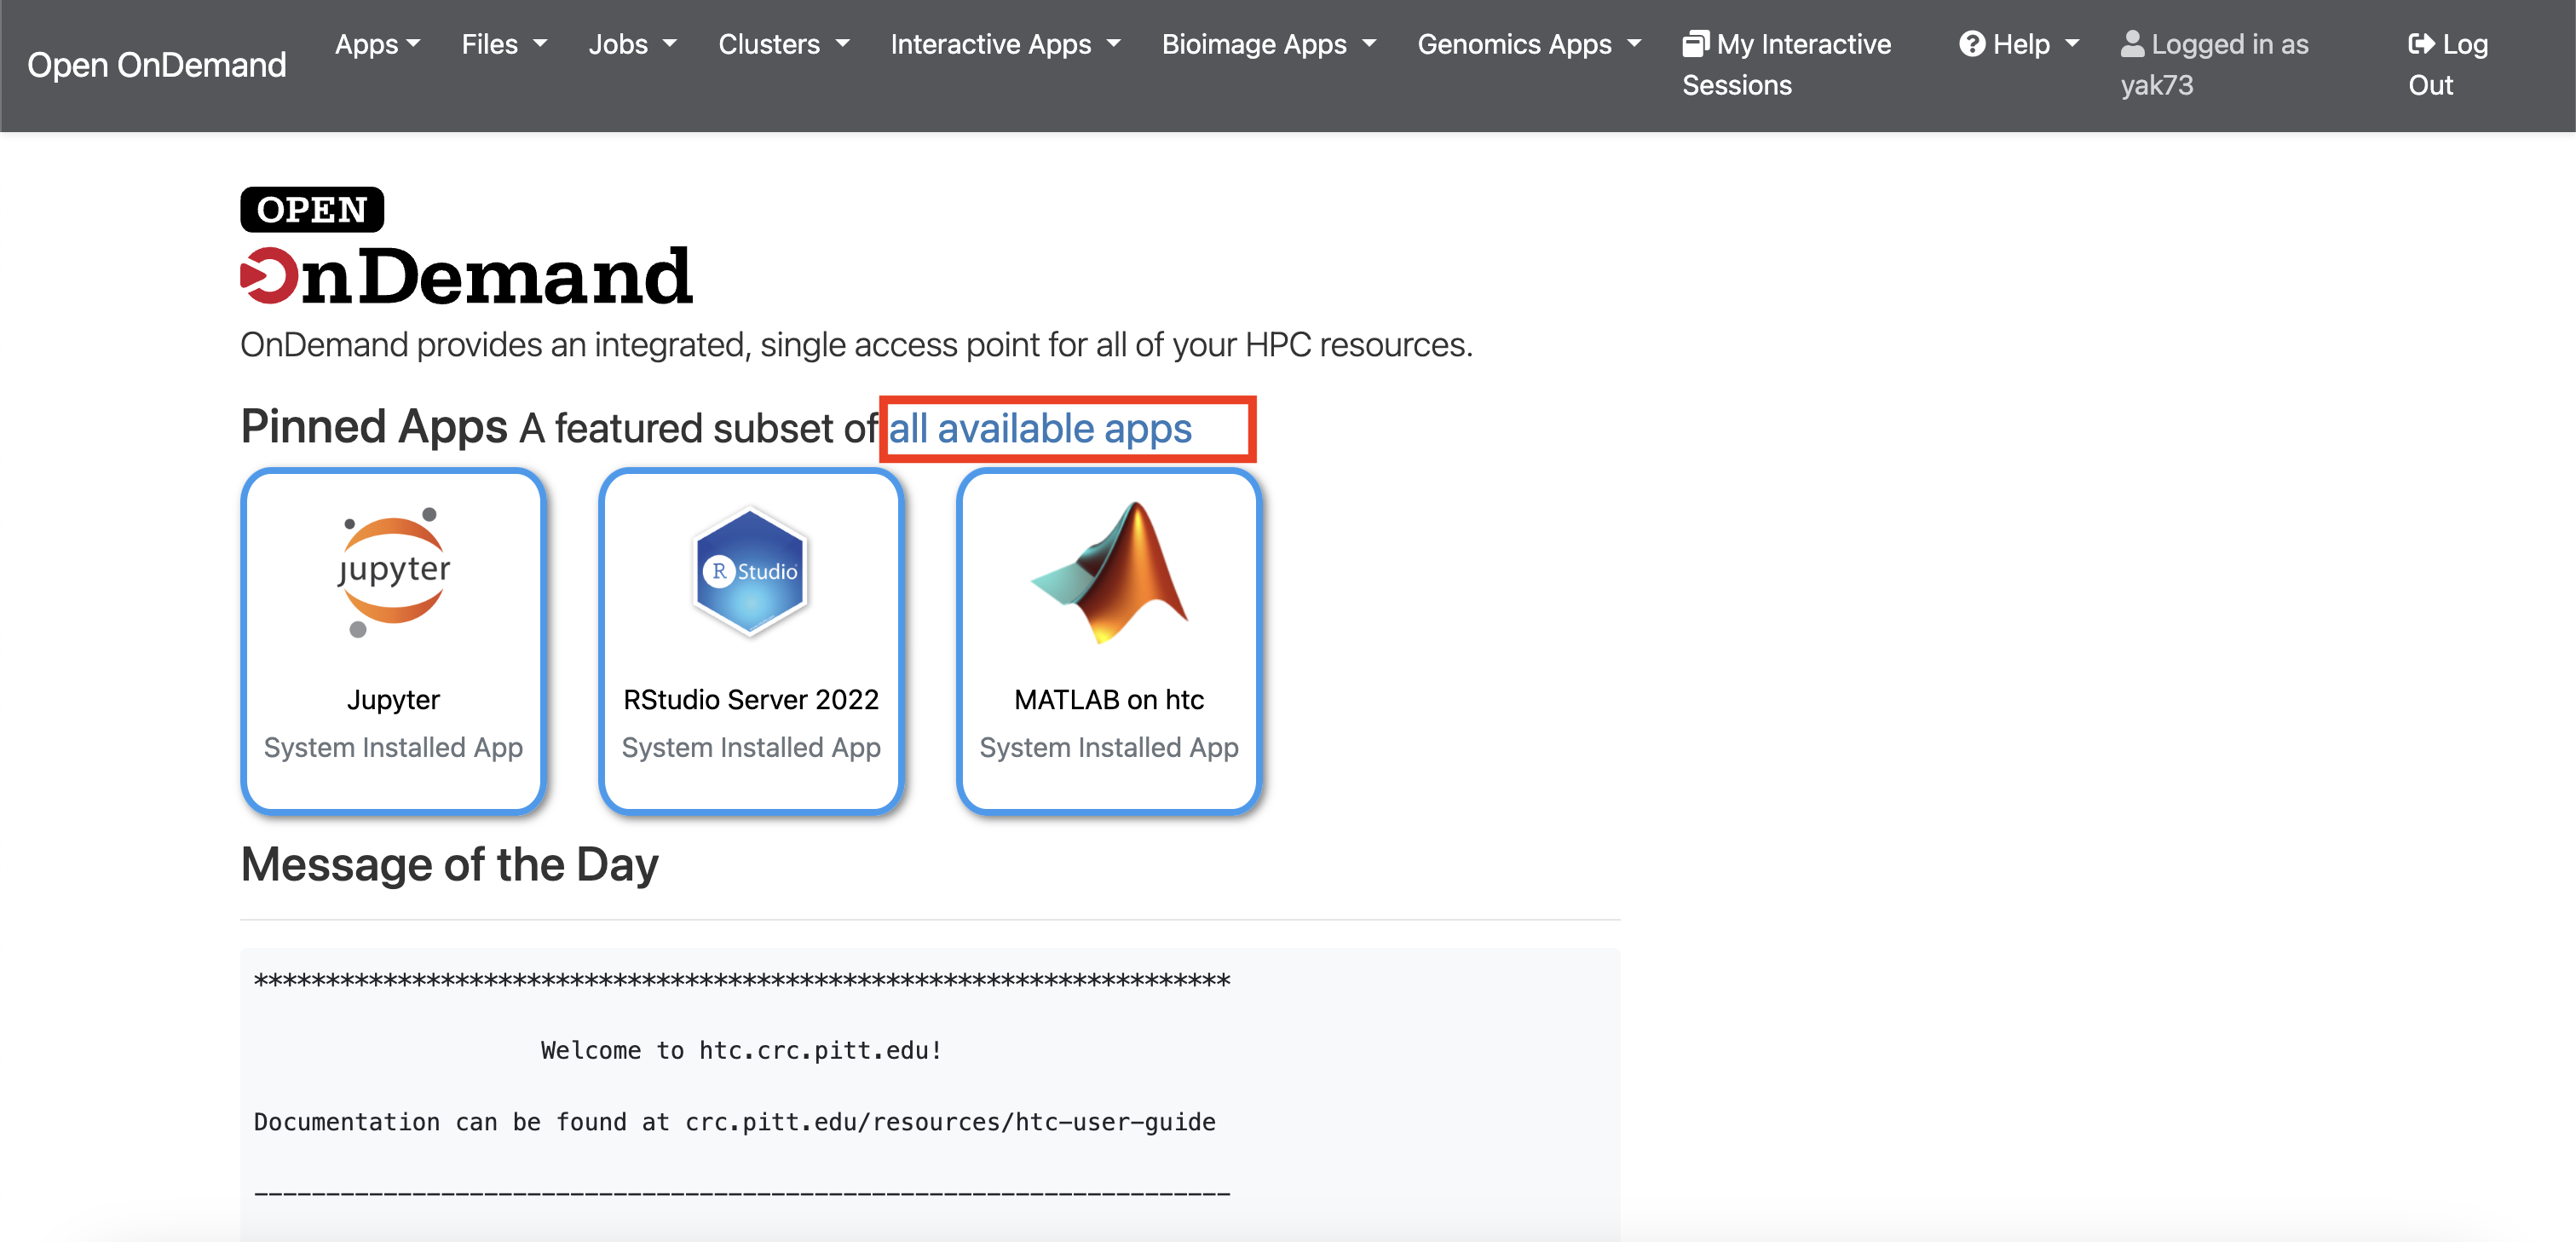 Open OnDemand
Apps
Files
Jobs
Clusters
Interactive Apps
Bioimage Apps
Genomics Apps
My Interactive
Sessions
Help
Logged in as
yak73
Log
Out
OPEN
OnDemand
OnDemand provides an integrated, single access point for all of your HPC resources.
Pinned Apps A featured subset of all available apps
jupyter
Jupyter
System Installed App
R Studio
RStudio Server 2022
System Installed App
MATLAB on htc
System Installed App
Message of the Day
********************************************************************
Welcome to htc.crc.pitt.edu!
Documentation can be found at crc.pitt.edu/resources/htc-user-guide
--------------------------------------------------------------------